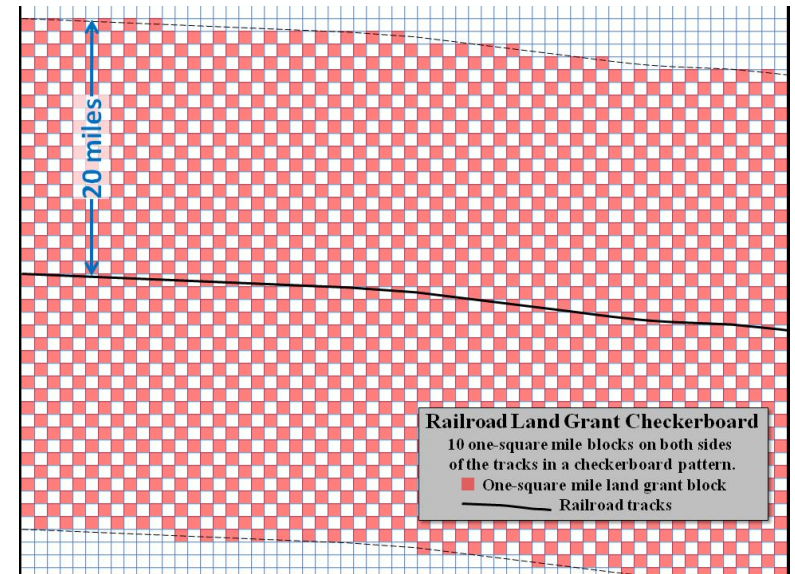 20 miles
Railroad Land Grant Checkerboard
10 one-square mile blocks on both sides
of the tracks in a checkerboard pattern.
One-square mile land grant block
Railroad tracks